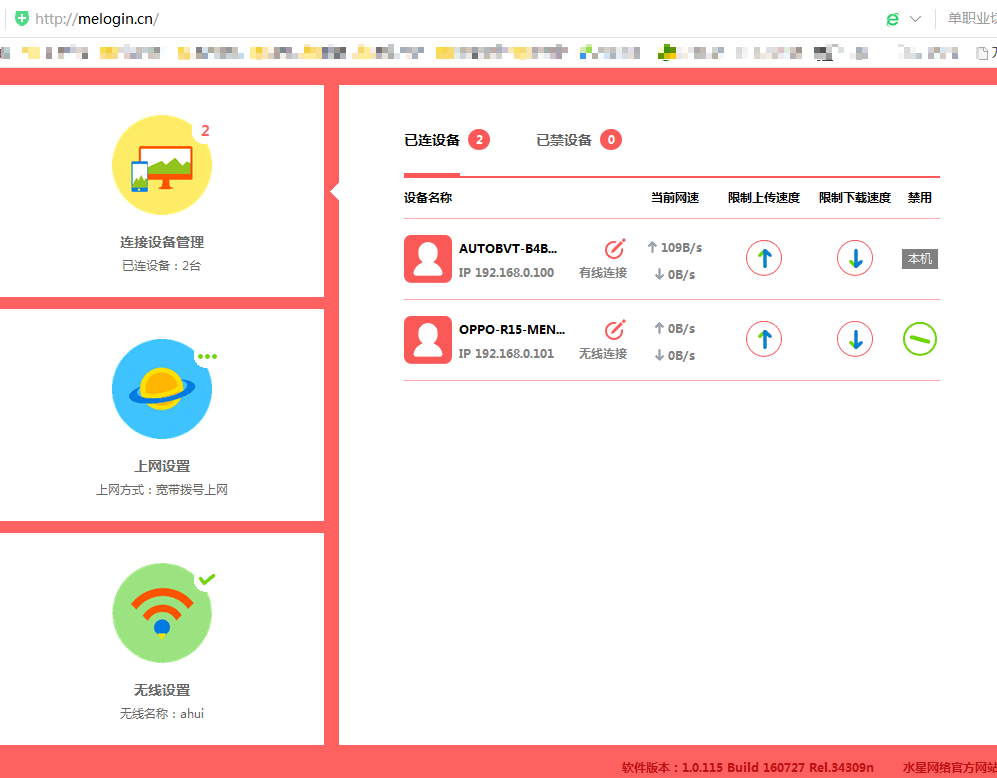 http://melogin.cn/
单职业
2
连接设备管理
已连设备：2台
上网设置
上网方式：宽带拨号上网
无线设置
无线名称：ahui
已连设备 2 已禁设备 0
设备名称 当前网速 限制上传速度 限制下载速度 禁用
AUTOBVT-B4B... 109B/s
IP 192.168.0.100 有线连接 0B/s 本机
OPPO-R15-MEN... 0B/s
IP 192.168.0.101 无线连接 0B/s
软件版本：1.0.115 Build 160727 Rel.34309n 水星网络官方网站